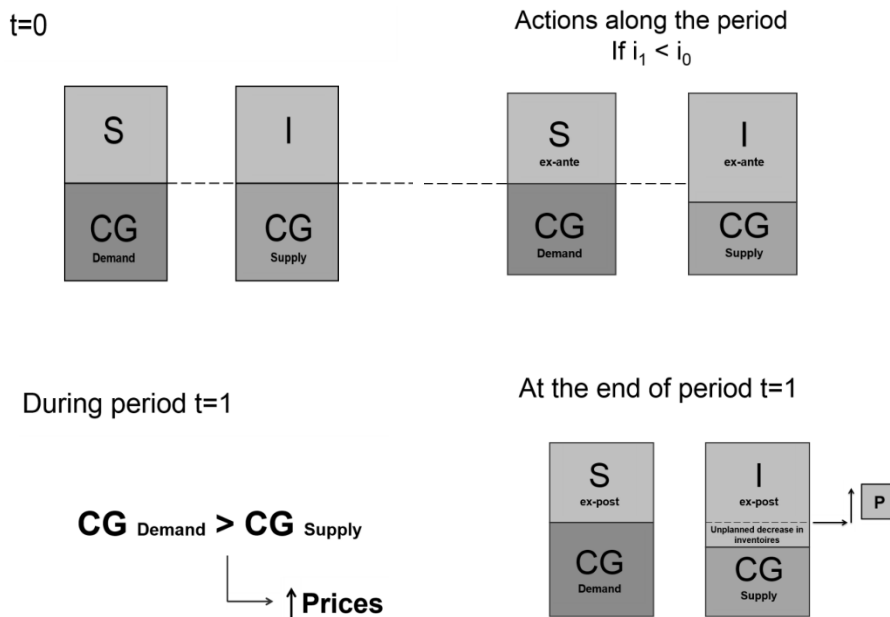 t=0
Actions along the period
If i₁ < i₀
S
I
CG
Demand
CG
Supply
S
ex-ante
I
ex-ante
CG
Demand
CG
Supply
During period t=1
CG Demand > CG Supply
↑ Prices
At the end of period t=1
S
ex-post
I
ex-post
P
Unplanned decrease in
inventoires
CG
Demand
CG
Supply